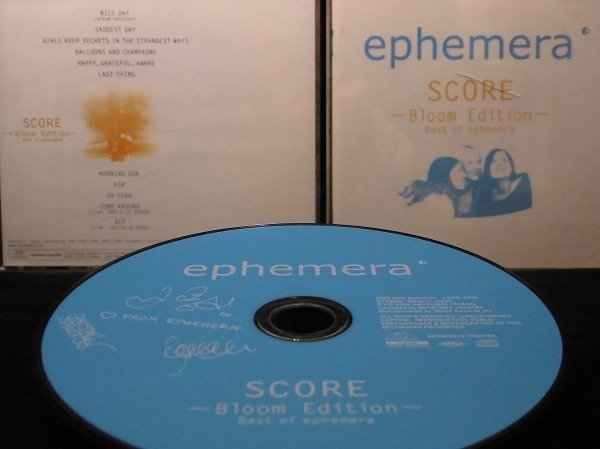 NICE DAY
SADDEST DAY
GIRLS KEEP SECRETS IN THE STRANGEST WAYS
BALLOONS AND CHAMPAGNE
HAPPY, GRATEFUL, AWARE
LAST THING
SCORE
~Bloom Edition~
Best of ephemera
MORNING SUN
AIR
OH YEAH
COME AROUND
ACT
ephemera
SCORE
~Bloom Edition~
Best of ephemera
ephemera
FROM EPHEMERA
SCORE
~Bloom Edition~
Best of ephemera